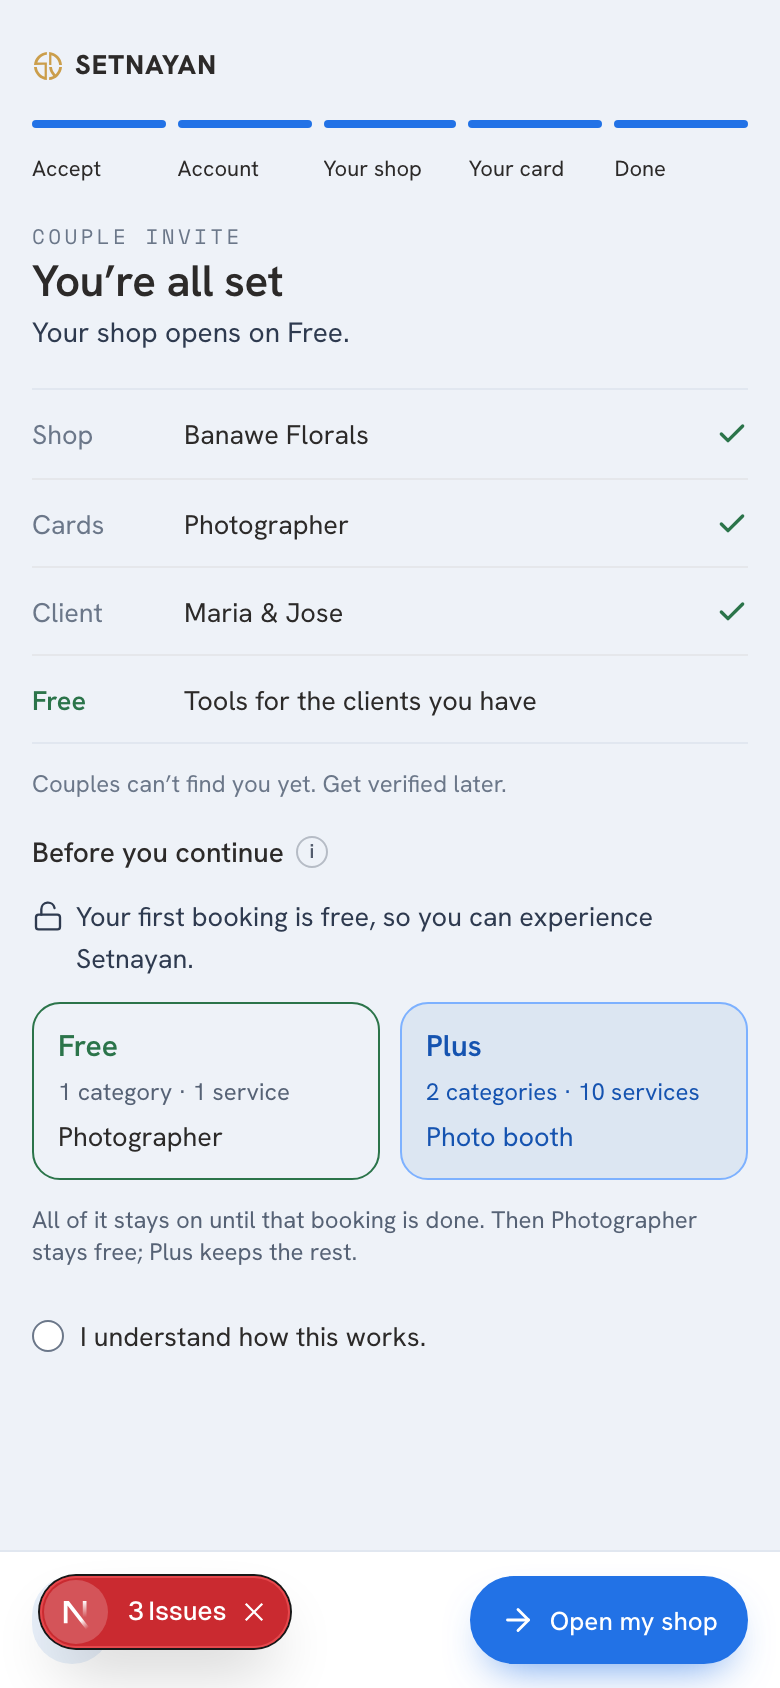 SETNAYAN
Accept
Account
Your shop
Your card
Done
COUPLE INVITE
You’re all set
Your shop opens on Free.
Shop
Banawe Florals
Cards
Photographer
Client
Maria & Jose
Free
Tools for the clients you have
Couples can’t find you yet. Get verified later.
Before you continue i
Your first booking is free, so you can experience
Setnayan.
Free
1 category · 1 service
Photographer
Plus
2 categories · 10 services
Photo booth
All of it stays on until that booking is done. Then Photographer
stays free; Plus keeps the rest.
I understand how this works.
N
3 Issues
Open my shop